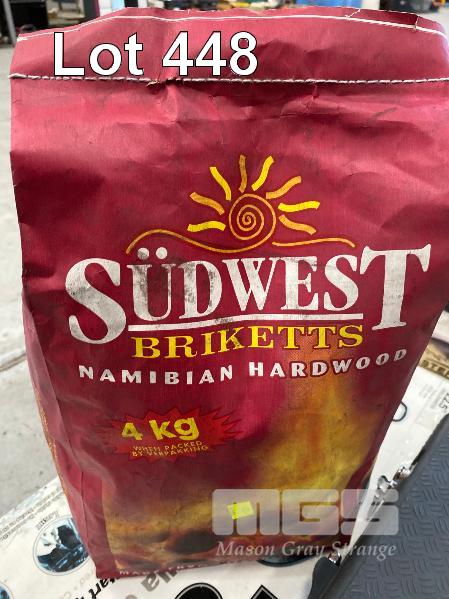 Lot 448
SÜDWEST
BRIKETTS
NAMIBIAN HARDWOOD
4 kg
WHEN PACKED
BY VERPAKKING
MGS
Mason Gray Strange